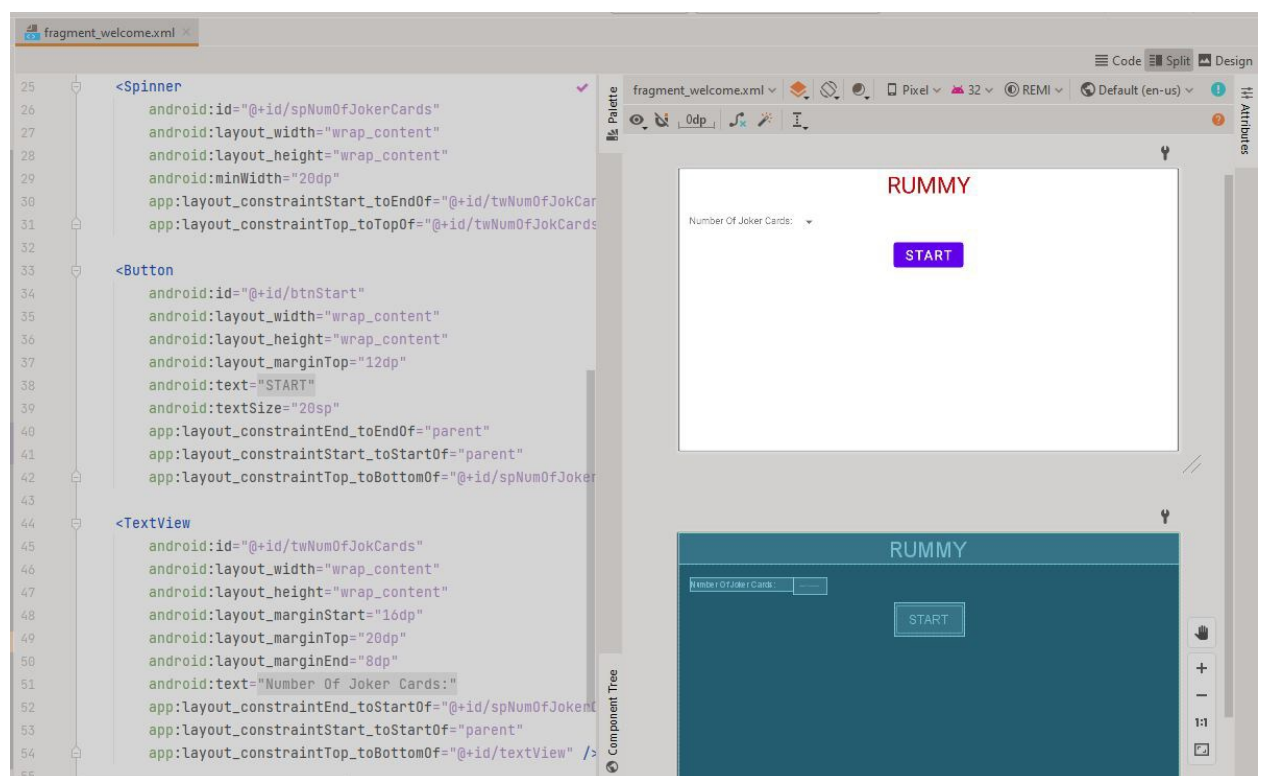 fragment_welcome.xml
Code Split Design
25 <Spinner
26 android:id="@+id/spNumOfJokerCards"
27 android:layout_width="wrap_content"
28 android:layout_height="wrap_content"
29 android:minWidth="20dp"
30 app:layout_constraintStart_toEndOf="@+id/twNumOfJokCar
31 app:layout_constraintTop_toTopOf="@+id/twNumOfJokCards
32
33 <Button
34 android:id="@+id/btnStart"
35 android:layout_width="wrap_content"
36 android:layout_height="wrap_content"
37 android:layout_marginTop="12dp"
38 android:text="START"
39 android:textSize="20sp"
40 app:layout_constraintEnd_toEndOf="parent"
41 app:layout_constraintStart_toStartOf="parent"
42 app:layout_constraintTop_toBottomOf="@+id/spNumOfJoker
43
44 <TextView
45 android:id="@+id/twNumOfJokCards"
46 android:layout_width="wrap_content"
47 android:layout_height="wrap_content"
48 android:layout_marginStart="16dp"
49 android:layout_marginTop="20dp"
50 android:layout_marginEnd="8dp"
51 android:text="Number Of Joker Cards:"
52 app:layout_constraintEnd_toStartOf="@+id/spNumOfJoker
53 app:layout_constraintStart_toStartOf="parent"
54 app:layout_constraintTop_toBottomOf="@+id/textView" />
55
Palette
Component Tree
fragment_welcome.xml Pixel 32 REMI Default (en-us)
0dp
Attributes
RUMMY
Number Of Joker Cards:
START
RUMMY
Number Of Joker Cards:
START
1:1